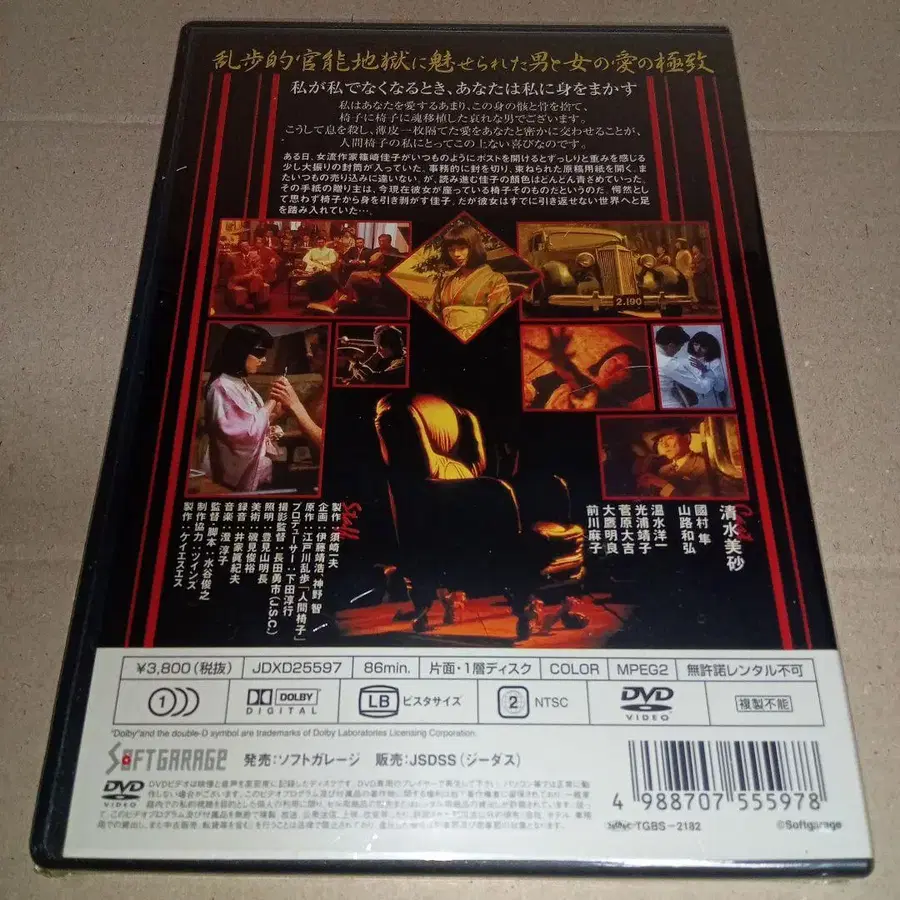 乱歩的官能地獄に魅せられた男と女の愛の極致
私が私でなくなるとき、あなたは私に身をまかす
私はあなたを愛するあまり、この身の骸と骨を捨て、
椅子に椅子に魂移植した哀れな男でございます。
こうして息を殺し、薄皮一枚隔てた愛をあなたと密かに交わせることが、
人間椅子の私にとってこの上ない喜びなのです。
ある日、女流作家篠崎佳子がいつものようにポストを開けるとずっしりと重みを感じる
少し大振りの封筒が入っていた。事務的に封を切り、束ねられた原稿用紙を開く。ま
たいつもの売り込みに違いない、が、読み進む佳子の顔色はどんどん青ざめていった。
その手紙の贈り主は、今現在彼女が座っている椅子そのものだというのだ。愕然とし
て思わず椅子から身を引き剥がす佳子。だが彼女はすでに引き返せない世界へと足
を踏み入れていた…。
2.190
Cast
清水美砂
國村 隼
山路和弘
温水洋一
光浦靖子
菅原大吉
大鷹明良
前川麻子
Staff
製作：須崎一夫
企画：伊藤靖浩、神野 智
原作：江戸川乱歩「人間椅子」
プロデューサー：下田淳行
撮影監督：長田勇市(J.S.C.)
照明：豊見山明長
美術：磯見俊裕
録音：井家眞紀夫
音楽：澄 淳子
監督・脚本：水谷俊之
制作協力：ツインズ
製作：ケイエスエス
¥3,800(税抜) JDXD25597 86min. 片面・1層ディスク COLOR MPEG2 無許諾レンタル不可
1 DOLBY DIGITAL LB ビスタサイズ 2 NTSC DVD VIDEO 複製不能
"Dolby"and the double-D symbol are trademarks of Dolby Laboratories Licensing Corporation.
SOFTGARAGE 発売：ソフトガレージ 販売：JSDSS(ジーダス)
DVD VIDEO
4 988707 555978
TGBS-2182
©Softgarage